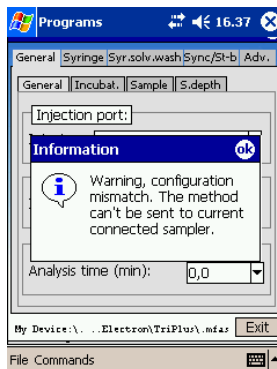 Programs 16.37
General Syringe Syr.solv.wash Sync/St-b Adv.
General Incubat. Sample S.depth
Injection port:
Information ok
Warning, configuration
mismatch. The method
can't be sent to current
connected sampler.
Analysis time (min): 0,0
My Device:\. ..Electron\TriPlus\.mfas Exit
File Commands